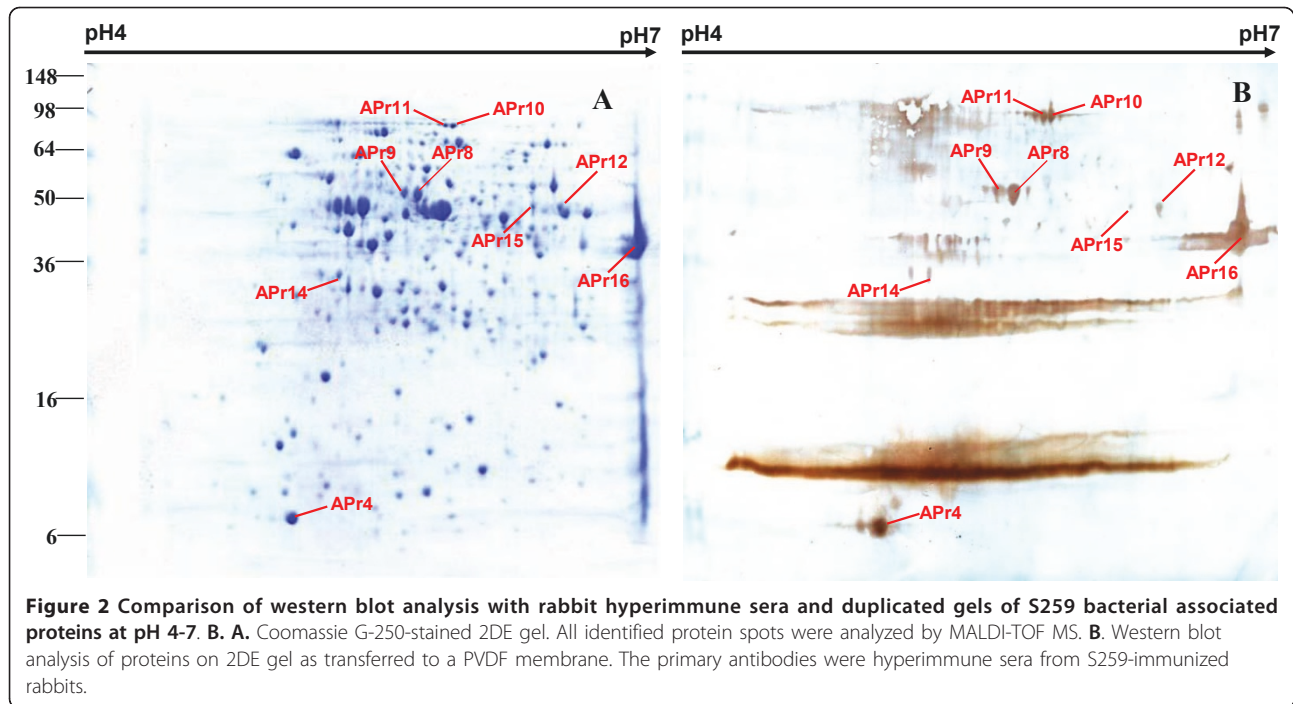 pH4
pH7
pH4
pH7
148
98
64
50
36
16
6
A
APr11
APr10
APr9
APr8
APr12
APr15
APr16
APr14
APr4
B
APr11
APr10
APr9
APr8
APr12
APr15
APr16
APr14
APr4
Figure 2 Comparison of western blot analysis with rabbit hyperimmune sera and duplicated gels of S259 bacterial associated
proteins at pH 4-7. B. A. Coomassie G-250-stained 2DE gel. All identified protein spots were analyzed by MALDI-TOF MS. B. Western blot
analysis of proteins on 2DE gel as transferred to a PVDF membrane. The primary antibodies were hyperimmune sera from S259-immunized
rabbits.